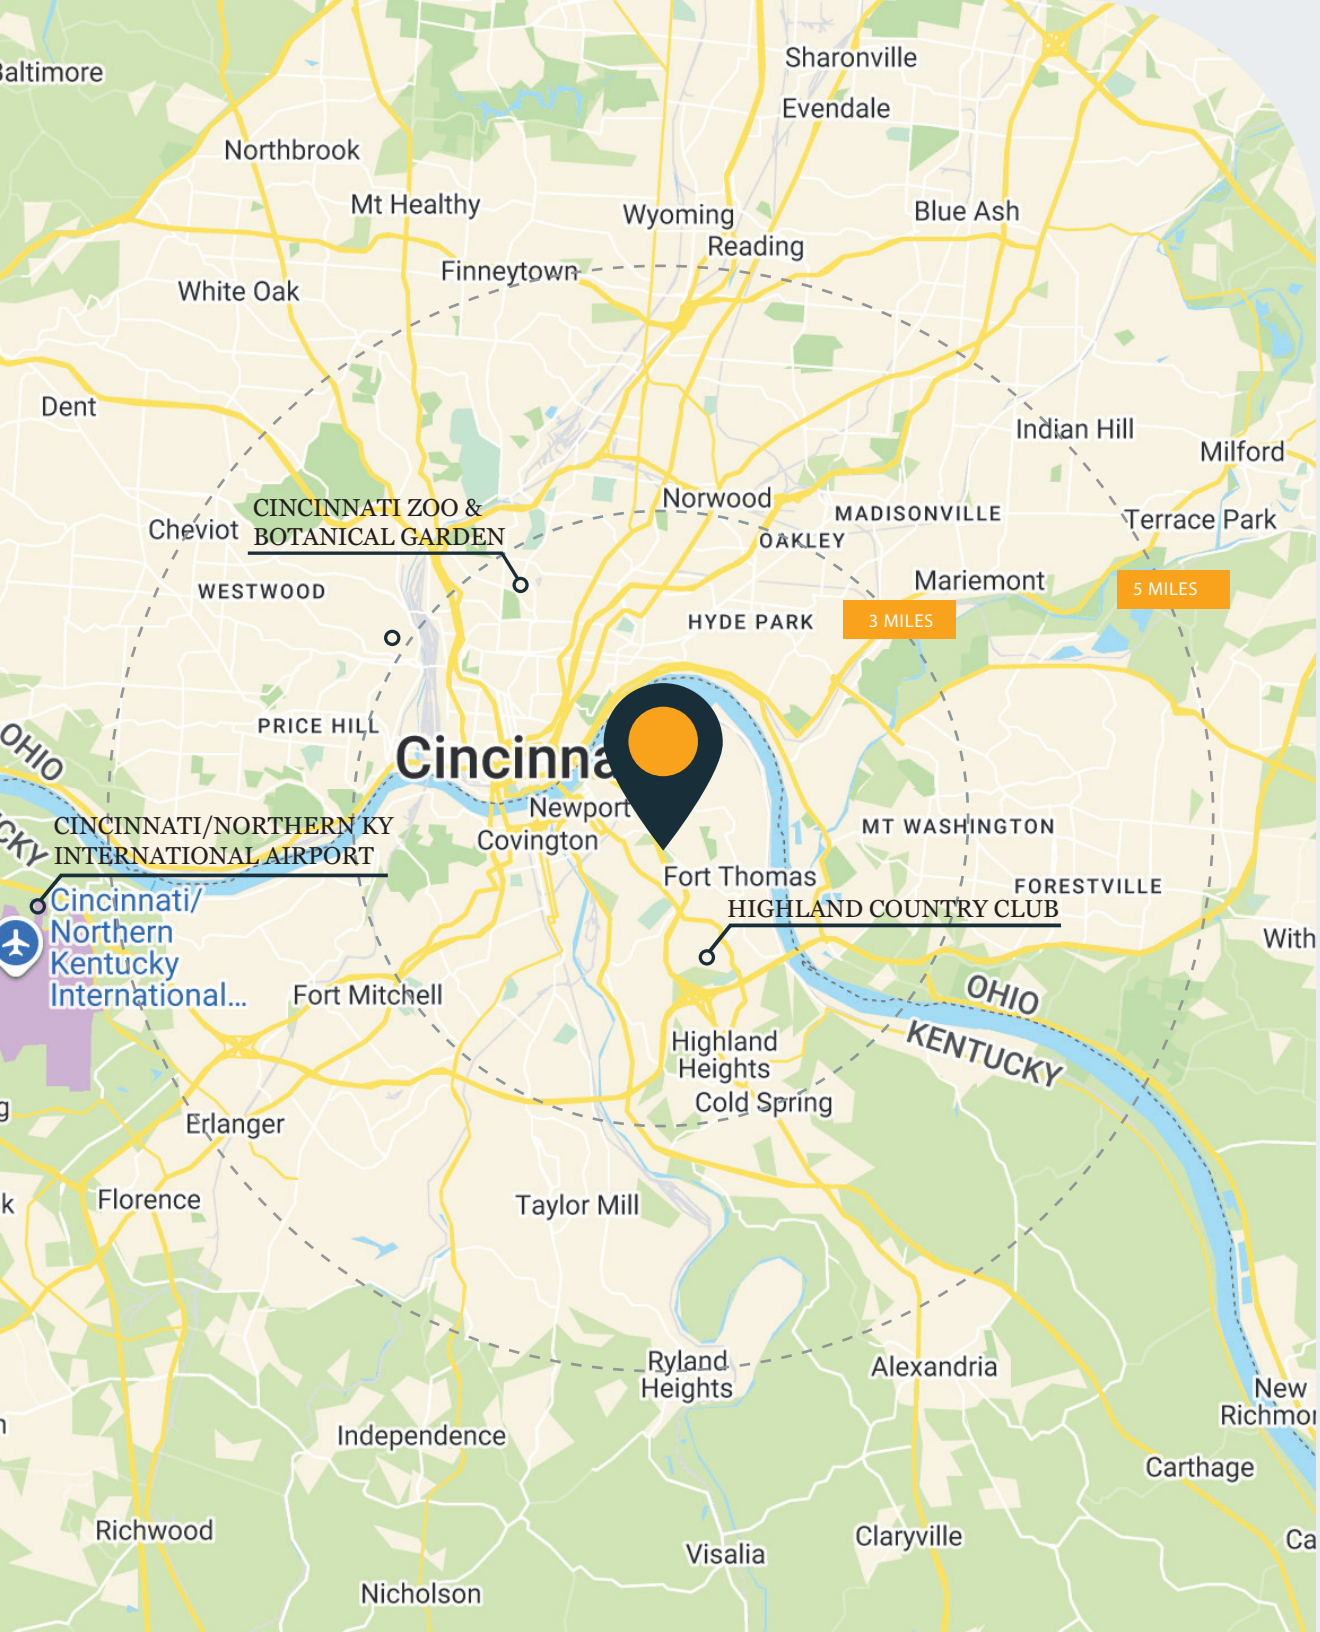 Sharonville
Baltimore
Evendale
Northbrook
Mt Healthy
Wyoming
Blue Ash
Reading
Finneytown
White Oak
Dent
Indian Hill
Milford
Norwood
CINCINNATI ZOO &
BOTANICAL GARDEN
MADISONVILLE
Terrace Park
Cheviot
OAKLEY
Mariemont
5 MILES
WESTWOOD
3 MILES
HYDE PARK
PRICE HILL
OHIO
Cincinna
Newport
CINCINNATI/NORTHERN KY
INTERNATIONAL AIRPORT
CKY
Covington
MT WASHINGTON
Fort Thomas
FORESTVILLE
HIGHLAND COUNTRY CLUB
Cincinnati/
Northern
Kentucky
International...
With
Fort Mitchell
OHIO
KENTUCKY
Highland
Heights
Cold Spring
g
Erlanger
k
Florence
Taylor Mill
Ryland
Heights
Alexandria
New
Richmon
Independence
Carthage
Richwood
Claryville
Ca
Visalia
Nicholson